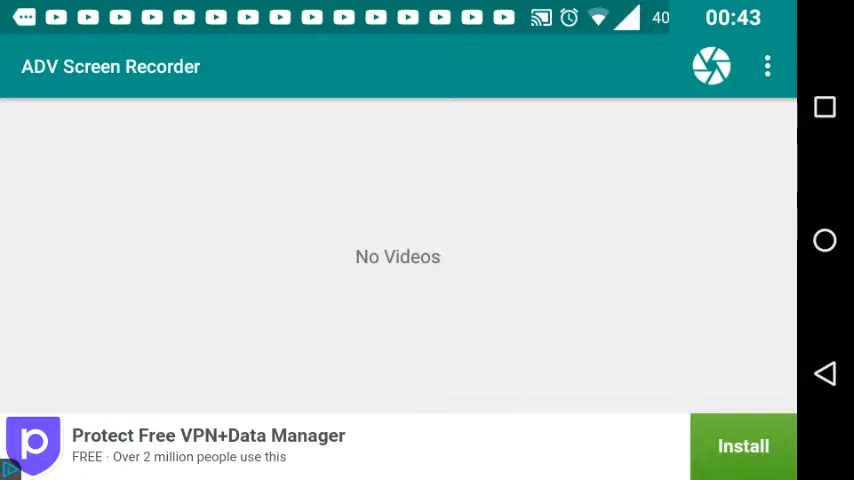 40
00:43
ADV Screen Recorder
No Videos
p
Protect Free VPN+Data Manager
FREE · Over 2 million people use this
Install